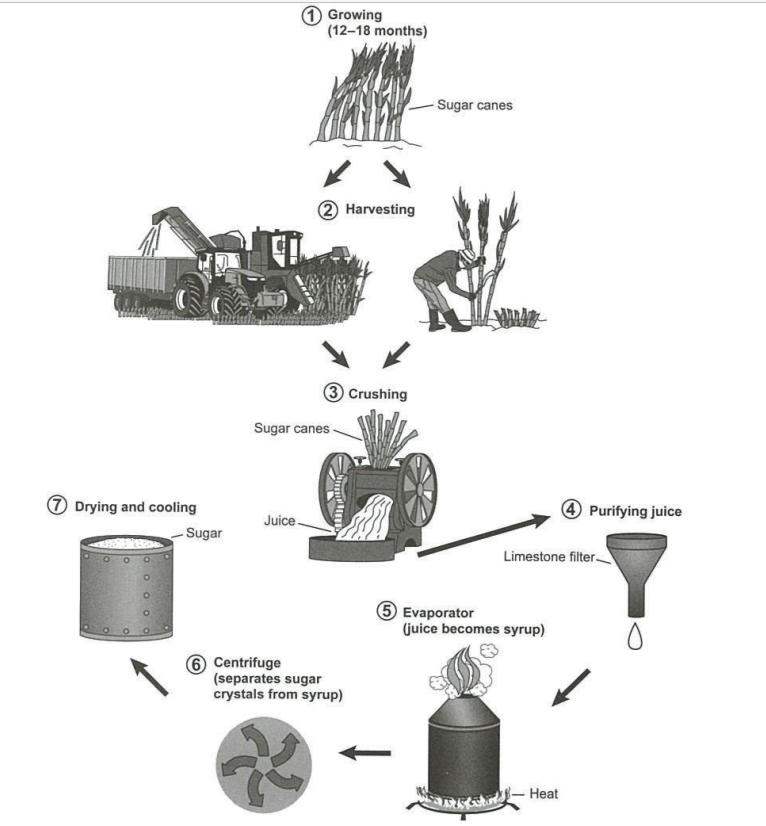 1 Growing
(12–18 months)
Sugar canes
2 Harvesting
3 Crushing
Sugar canes
Juice
4 Purifying juice
Limestone filter
5 Evaporator
(juice becomes syrup)
Heat
6 Centrifuge
(separates sugar
crystals from syrup)
7 Drying and cooling
Sugar